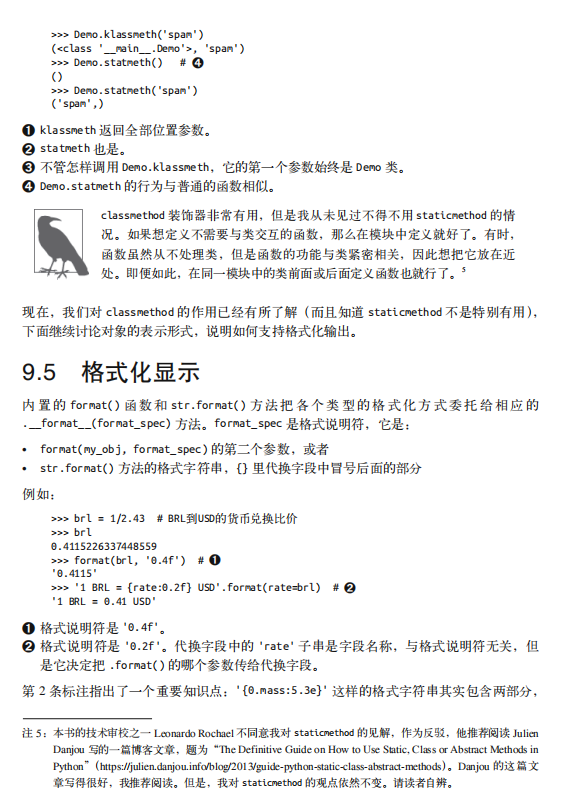 >>> Demo.klassmeth('spam')
(<class '__main__.Demo'>, 'spam')
>>> Demo.statmeth()   # ❹
()
>>> Demo.statmeth('spam')
('spam',)
❶ klassmeth 返回全部位置参数。
❷ statmeth 也是。
❸ 不管怎样调用 Demo.klassmeth，它的第一个参数始终是 Demo 类。
❹ Demo.statmeth 的行为与普通的函数相似。
classmethod 装饰器非常有用，但是我从未见过不得不用 staticmethod 的情
况。如果想定义不需要与类交互的函数，那么在模块中定义就好了。有时，
函数虽然从不处理类，但是函数的功能与类紧密相关，因此想把它放在近
处。即便如此，在同一模块中的类前面或后面定义函数也就行了。5
现在，我们对 classmethod 的作用已经有所了解（而且知道 staticmethod 不是特别有用），
下面继续讨论对象的表示形式，说明如何支持格式化输出。
9.5 格式化显示
内置的 format() 函数和 str.format() 方法把各个类型的格式化方式委托给相应的
.__format__(format_spec) 方法。format_spec 是格式说明符，它是：
• format(my_obj, format_spec) 的第二个参数，或者
• str.format() 方法的格式字符串，{} 里代换字段中冒号后面的部分
例如：
>>> brl = 1/2.43  # BRL到USD的货币兑换比价
>>> brl
0.4115226337448559
>>> format(brl, '0.4f')  # ❶
'0.4115'
>>> '1 BRL = {rate:0.2f} USD'.format(rate=brl)  # ❷
'1 BRL = 0.41 USD'
❶ 格式说明符是 '0.4f'。
❷ 格式说明符是 '0.2f'。代换字段中的 'rate' 子串是字段名称，与格式说明符无关，但
是它决定把 .format() 的哪个参数传给代换字段。
第 2 条标注指出了一个重要知识点：'{0.mass:5.3e}' 这样的格式字符串其实包含两部分，
注 5：本书的技术审校之一 Leonardo Rochael 不同意我对 staticmethod 的见解，作为反驳，他推荐阅读 Julien
Danjou 写的一篇博客文章，题为“The Definitive Guide on How to Use Static, Class or Abstract Methods in
Python”（https://julien.danjou.info/blog/2013/guide-python-static-class-abstract-methods）。Danjou 的这篇文
章写得很好，我推荐阅读。但是，我对 staticmethod 的观点依然不变。请读者自辨。